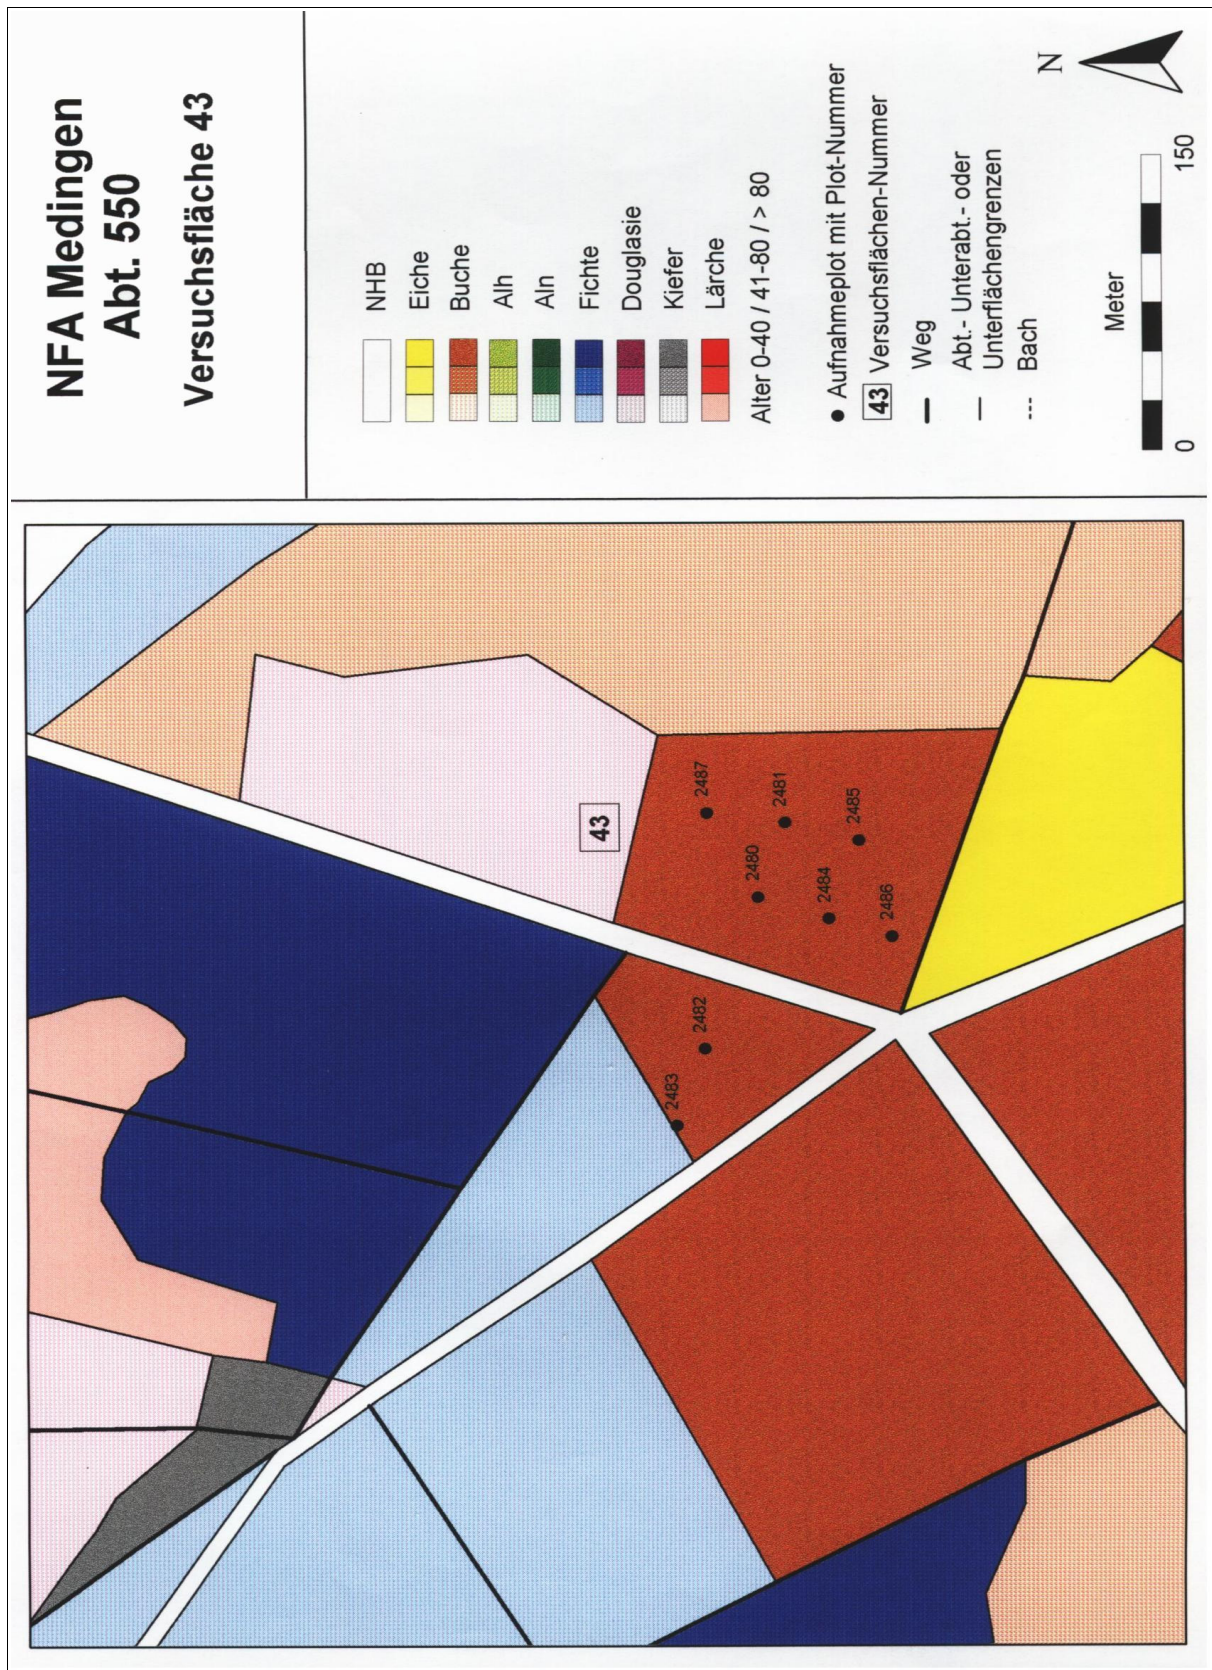 NFA Medingen
Abt. 550
Versuchsfläche 43
NHB
Eiche
Buche
Alh
Aln
Fichte
Douglasie
Kiefer
Lärche
Alter 0-40 / 41-80 / > 80
Aufnahmeplot mit Plot-Nummer
43 Versuchsflächen-Nummer
Weg
Abt.- Unterabt.- oder
Unterflächengrenzen
Bach
Meter
0 150
N
43
2487
2481
2480
2485
2484
2486
2482
2483